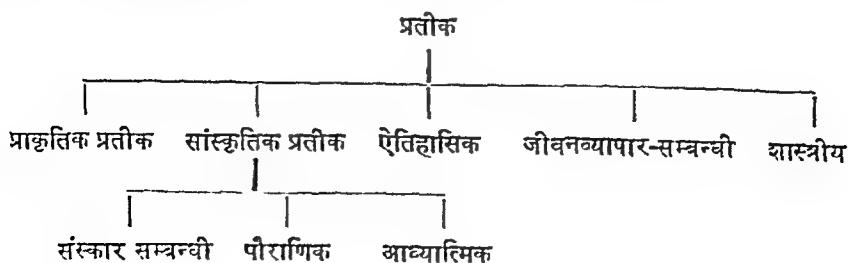 प्रतीक
प्राकृतिक प्रतीक सांस्कृतिक प्रतीक ऐतिहासिक जीवनव्यापार-सम्बन्धी शास्त्रीय
संस्कार सम्बन्धी पौराणिक आध्यात्मिक